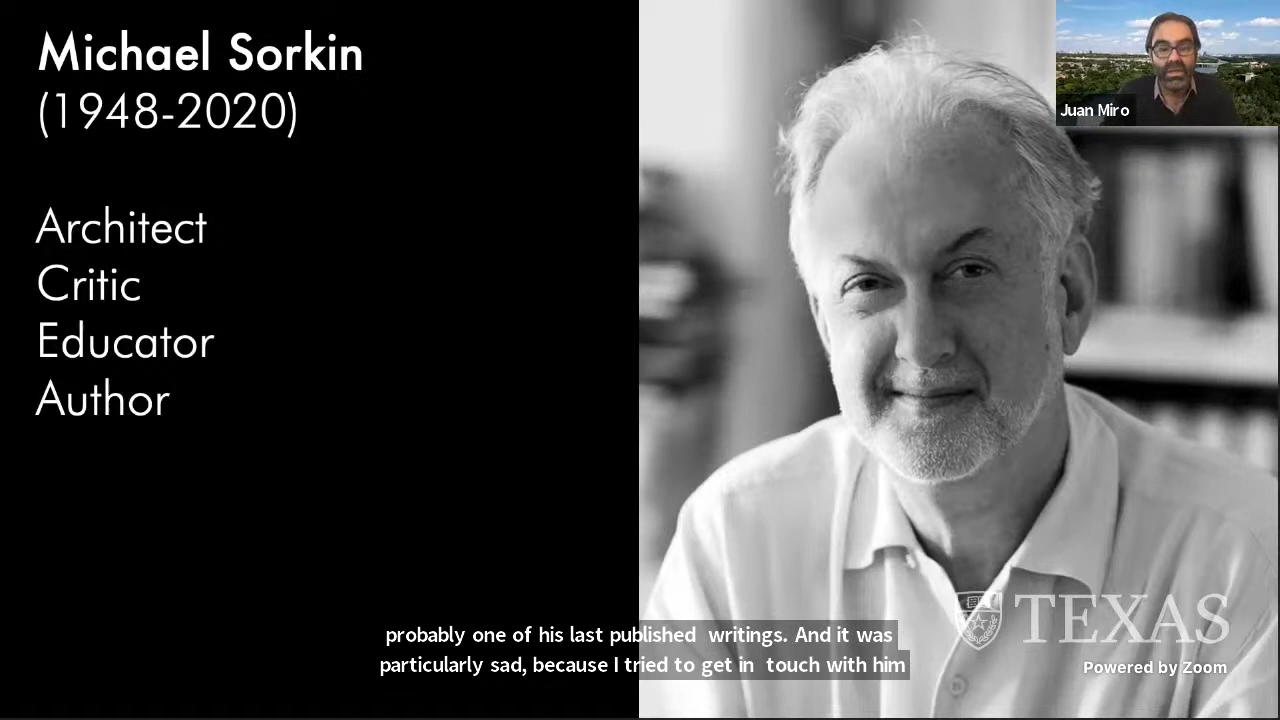 Michael Sorkin
(1948-2020)
Architect
Critic
Educator
Author
Juan Miro
probably one of his last published writings. And it was
particularly sad, because I tried to get in touch with him
TEXAS
Powered by Zoom